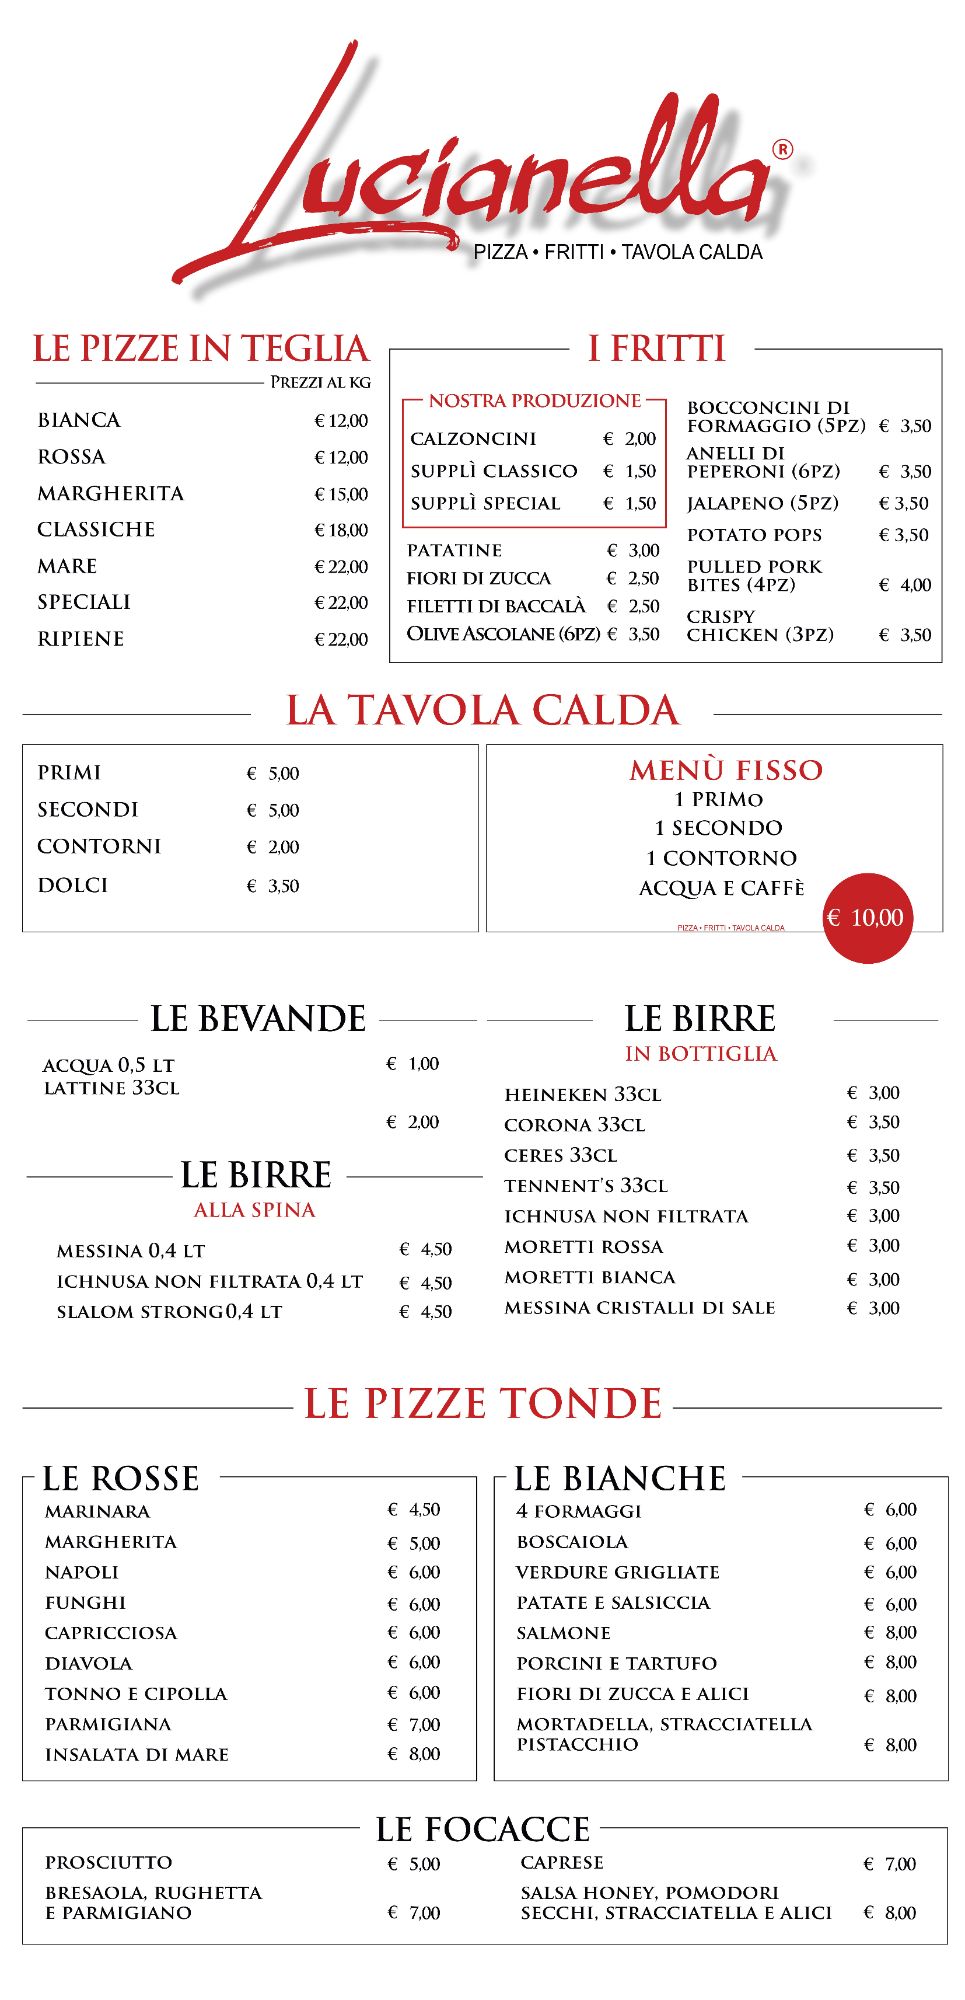 Lucianella®
PIZZA • FRITTI • TAVOLA CALDA
LE PIZZE IN TEGLIA
PREZZI AL KG
BIANCA € 12,00
ROSSA € 12,00
MARGHERITA € 15,00
CLASSICHE € 18,00
MARE € 22,00
SPECIALI € 22,00
RIPIENE € 22,00
I FRITTI
NOSTRA PRODUZIONE
CALZONCINI € 2,00
SUPPLÌ CLASSICO € 1,50
SUPPLÌ SPECIAL € 1,50
PATATINE € 3,00
FIORI DI ZUCCA € 2,50
FILETTI DI BACCALÀ € 2,50
OLIVE ASCOLANE (6PZ) € 3,50
BOCCONCINI DI
FORMAGGIO (5PZ) € 3,50
ANELLI DI
PEPERONI (6PZ) € 3,50
JALAPENO (5PZ) € 3,50
POTATO POPS € 3,50
PULLED PORK
BITES (4PZ) € 4,00
CRISPY
CHICKEN (3PZ) € 3,50
LA TAVOLA CALDA
PRIMI € 5,00
SECONDI € 5,00
CONTORNI € 2,00
DOLCI € 3,50
MENÙ FISSO
1 PRIMO
1 SECONDO
1 CONTORNO
ACQUA E CAFFÈ
€ 10,00
PIZZA • FRITTI • TAVOLA CALDA
LE BEVANDE
ACQUA 0,5 LT € 1,00
LATTINE 33CL
€ 2,00
LE BIRRE
ALLA SPINA
MESSINA 0,4 LT € 4,50
ICHNUSA NON FILTRATA 0,4 LT € 4,50
SLALOM STRONG 0,4 LT € 4,50
LE BIRRE
IN BOTTIGLIA
HEINEKEN 33CL € 3,00
CORONA 33CL € 3,50
CERES 33CL € 3,50
TENNENT'S 33CL € 3,50
ICHNUSA NON FILTRATA € 3,00
MORETTI ROSSA € 3,00
MORETTI BIANCA € 3,00
MESSINA CRISTALLI DI SALE € 3,00
LE PIZZE TONDE
LE ROSSE
MARINARA € 4,50
MARGHERITA € 5,00
NAPOLI € 6,00
FUNGHI € 6,00
CAPRICCIOSA € 6,00
DIAVOLA € 6,00
TONNO E CIPOLLA € 6,00
PARMIGIANA € 7,00
INSALATA DI MARE € 8,00
LE BIANCHE
4 FORMAGGI € 6,00
BOSCAIOLA € 6,00
VERDURE GRIGLIATE € 6,00
PATATE E SALSICCIA € 6,00
SALMONE € 8,00
PORCINI E TARTUFO € 8,00
FIORI DI ZUCCA E ALICI € 8,00
MORTADELLA, STRACCIATELLA
PISTACCHIO € 8,00
LE FOCACCE
PROSCIUTTO € 5,00
BRESAOLA, RUGHETTA
E PARMIGIANO € 7,00
CAPRESE € 7,00
SALSA HONEY, POMODORI
SECCHI, STRACCIATELLA E ALICI € 8,00